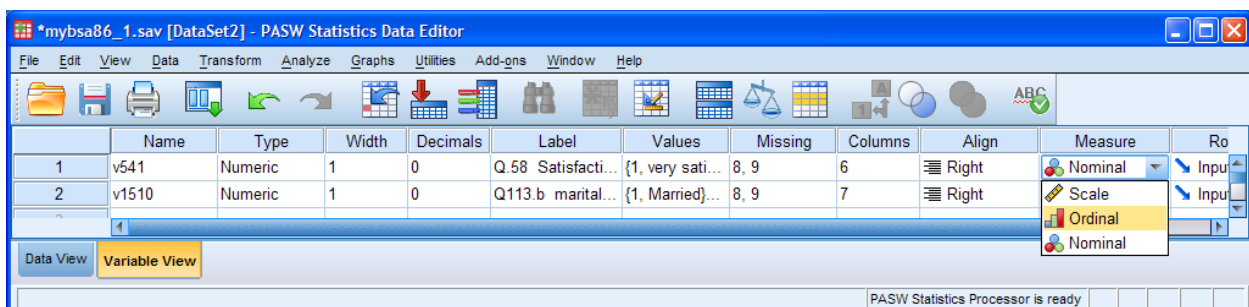 *mybsa86_1.sav [DataSet2] - PASW Statistics Data Editor
File Edit View Data Transform Analyze Graphs Utilities Add-ons Window Help
A
1 4
ABC
Name Type Width Decimals Label Values Missing Columns Align Measure Ro
1 v541 Numeric 1 0 Q.58 Satisfacti... {1, very sati... 8, 9 6 Right Nominal Input
2 v1510 Numeric 1 0 Q113.b marital... {1, Married}... 8, 9 7 Right Scale Input
Ordinal
Nominal
Data View Variable View
PASW Statistics Processor is ready